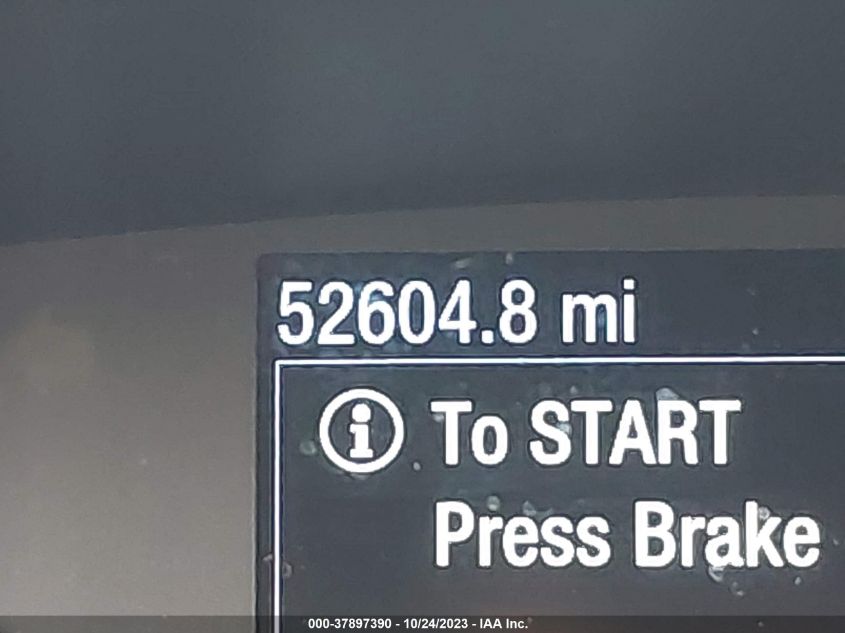 52604.8 mi
i To START
Press Brake
000-37897390 - 10/24/2023 - IAA Inc.